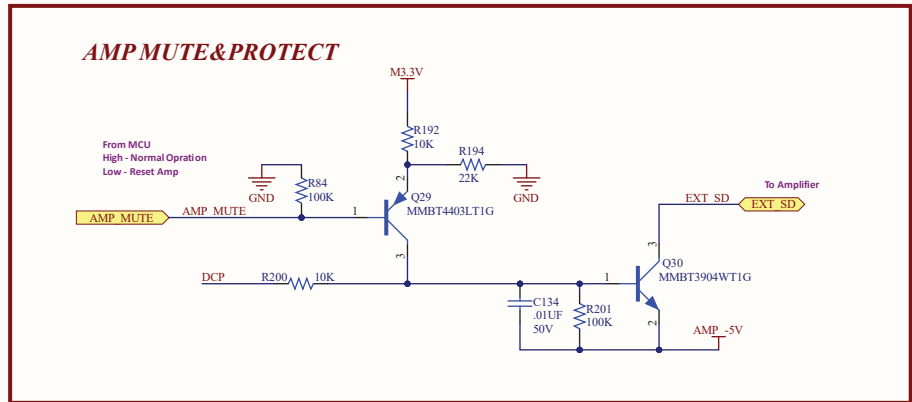 AMP MUTE&PROTECT
M3.3V
From MCU
High - Normal Opration
Low - Reset Amp
R192
10K
R194
22K
GND
GND
R84
100K
2
Q29
MMBT4403LT1G
1
3
AMP_MUTE
AMP_MUTE
To Amplifier
EXT_SD
EXT_SD
DCP
R200
10K
3
Q30
MMBT3904WT1G
1
2
C134
.01UF
50V
R201
100K
AMP_-5V